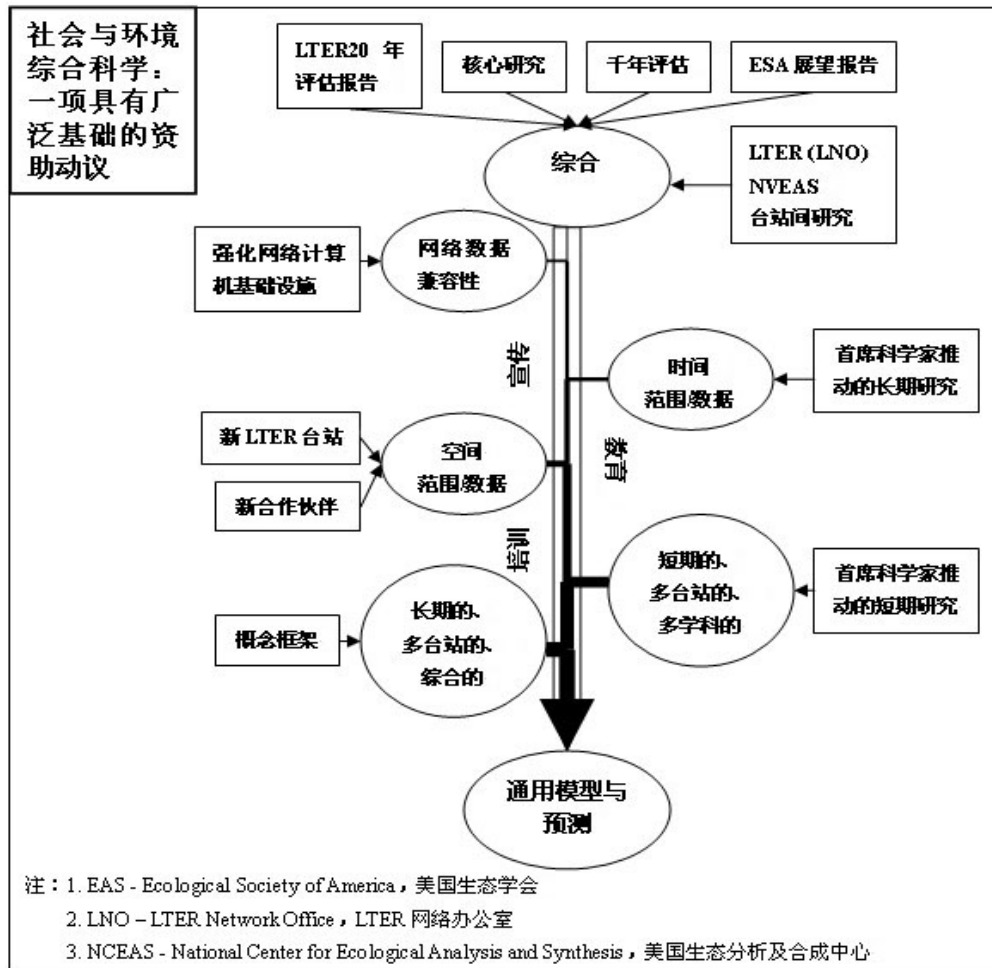 社会与环境
综合科学：
一项具有广
泛基础的资
助动议
LTER20 年
评估报告
核心研究
千年评估
ESA 展望报告
综合
LTER (LNO)
NVEAS
台站间研究
强化网络计算
机基础设施
网络数据
兼容性
宣传
时间
范围/数据
首席科学家推
动的长期研究
新 LTER 台站
新合作伙伴
空间
范围/数据
教育
培训
短期的、
多台站的、
多学科的
首席科学家推
动的短期研究
概念框架
长期的、
多台站的、
综合的
通用模型与
预测
注：1. EAS - Ecological Society of America，美国生态学会
2. LNO – LTER Network Office，LTER 网络办公室
3. NCEAS - National Center for Ecological Analysis and Synthesis，美国生态分析及合成中心